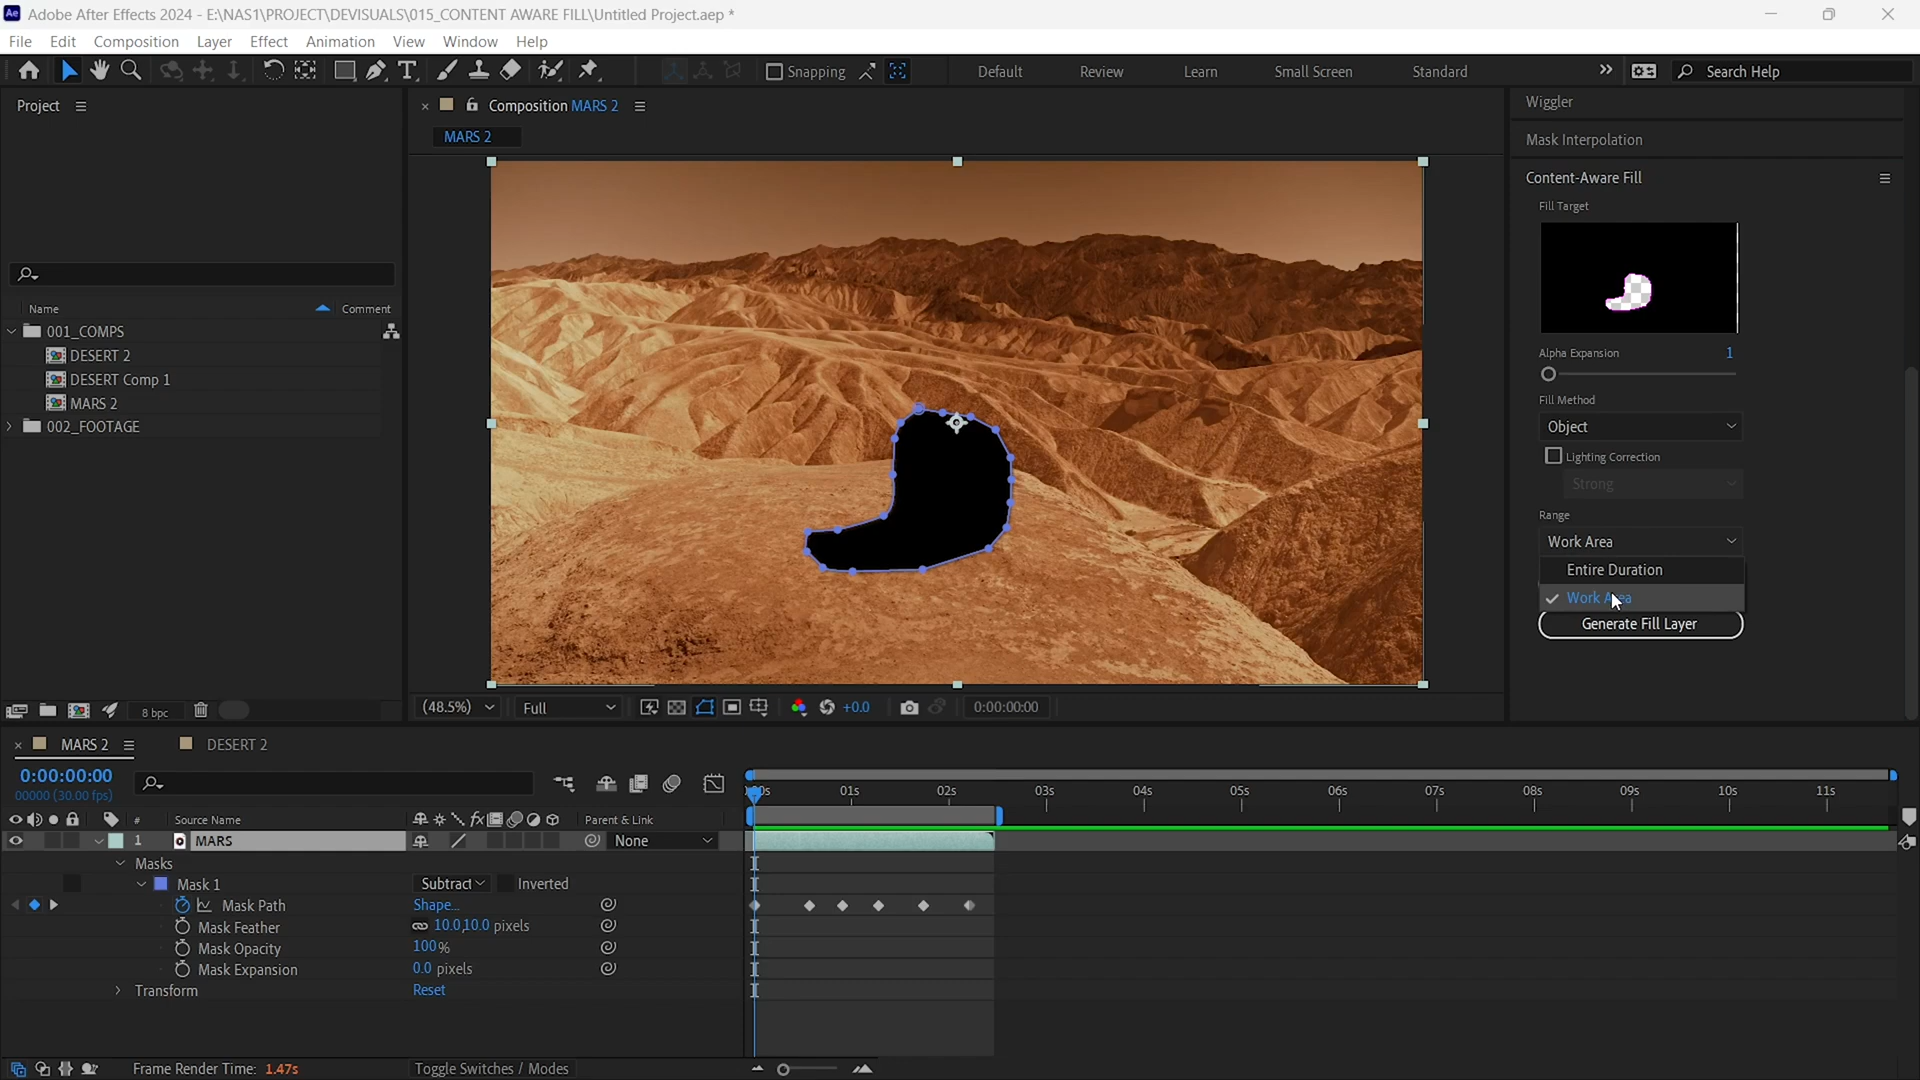 Adobe After Effects 2024 - E:\NAS1\PROJECT\DEVISUALS\015_CONTENT AWARE FILL\Untitled Project.aep *
File Edit Composition Layer Effect Animation View Window Help
Snapping Default Review Learn Small Screen Standard Search Help
Project
Composition MARS 2
MARS 2
Name Comment
001_COMPS
DESERT 2
DESERT Comp 1
MARS 2
002_FOOTAGE
8 bpc
(48.5%) Full +0.0 0:00:00:00
Wiggler
Mask Interpolation
Content-Aware Fill
Fill Target
Alpha Expansion 1
Fill Method
Object
Lighting Correction
Strong
Range
Work Area
Entire Duration
Work Area
Generate Fill Layer
MARS 2 DESERT 2
0:00:00:00
00000 (30.00 fps)
01s 02s 03s 04s 05s 06s 07s 08s 09s 10s 11s
# Source Name Parent & Link
1 MARS None
Masks
Mask 1 Subtract Inverted
Mask Path Shape...
Mask Feather 10.0,10.0 pixels
Mask Opacity 100%
Mask Expansion 0.0 pixels
Transform Reset
Frame Render Time: 1.47s Toggle Switches / Modes